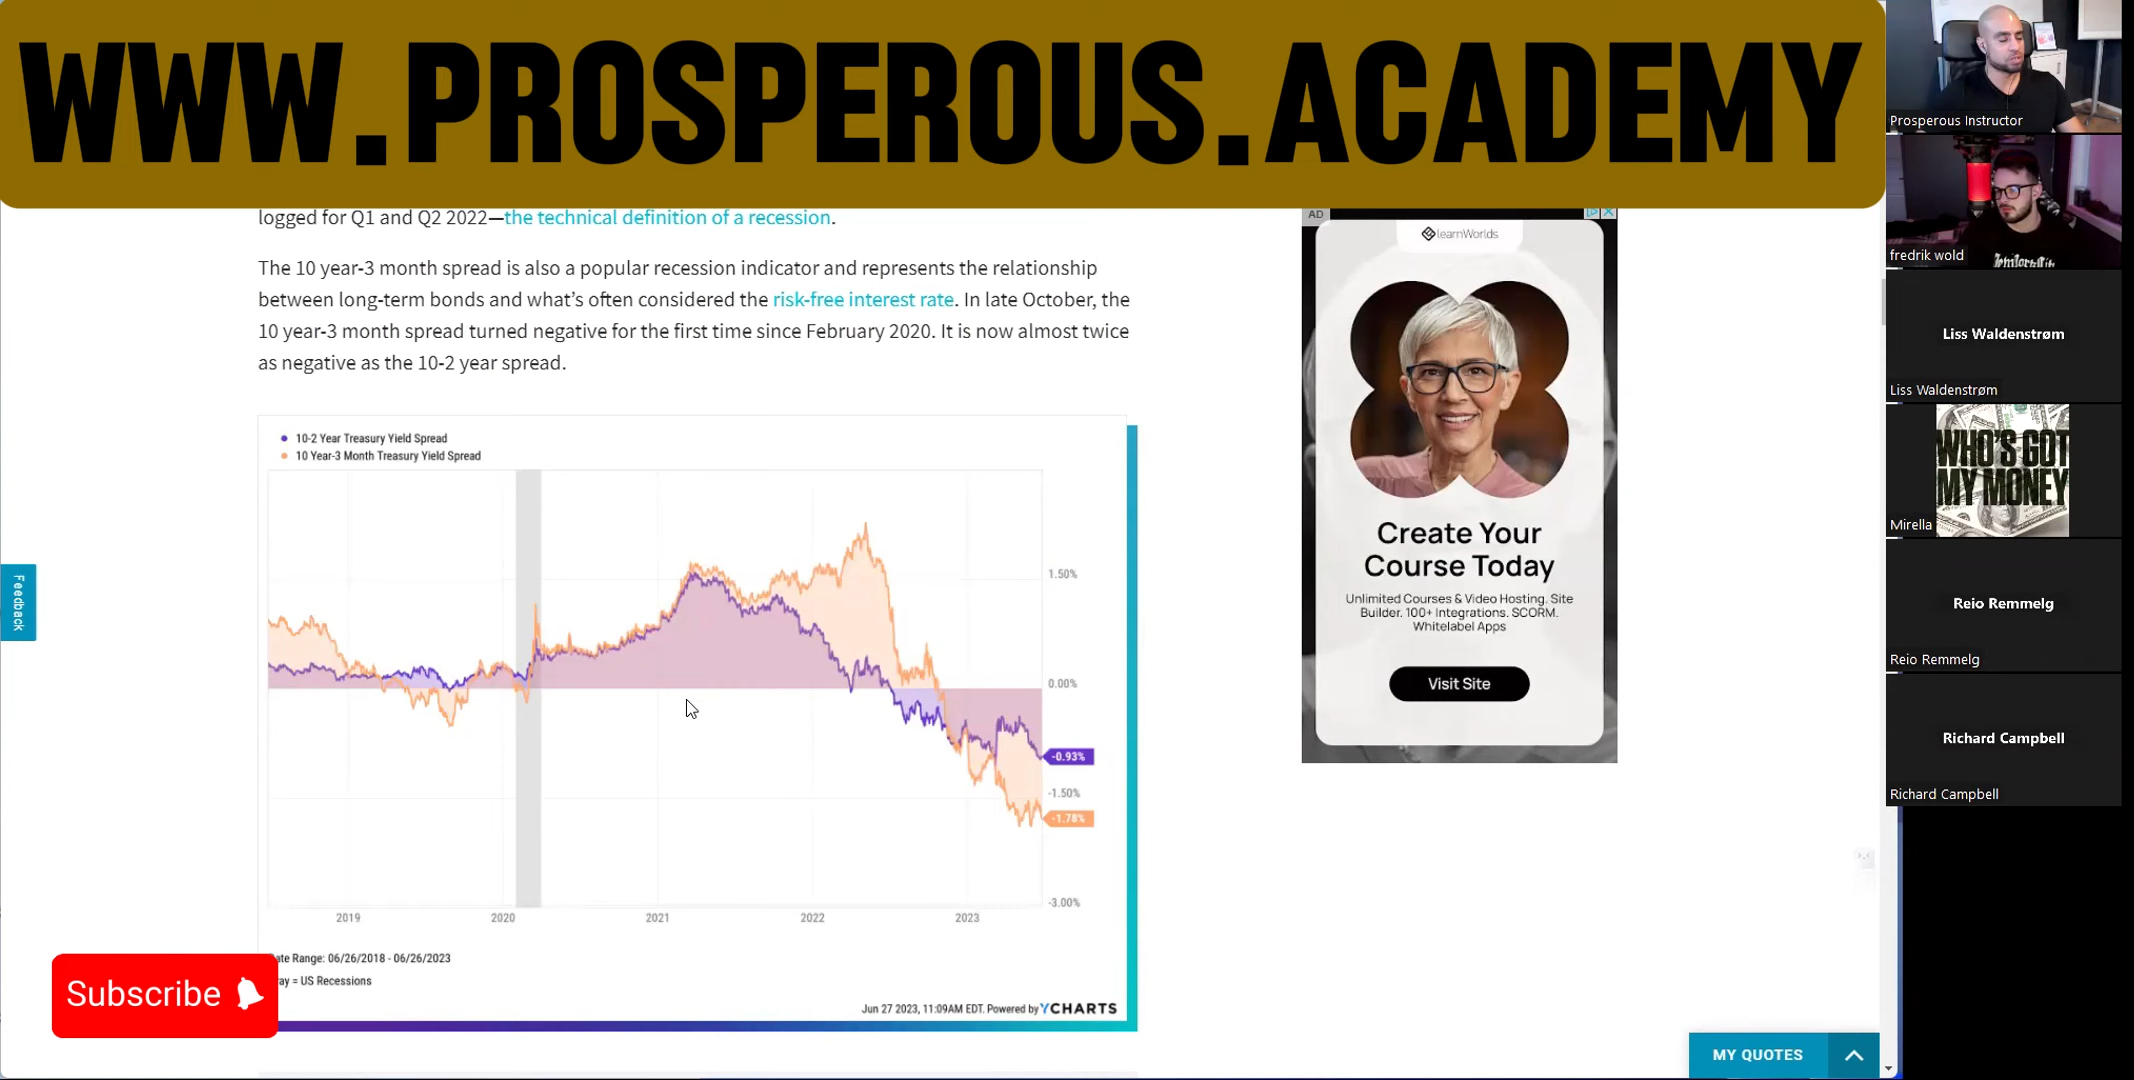 WWW.PROSPEROUS.ACADEMY
logged for Q1 and Q2 2022—the technical definition of a recession.
The 10 year-3 month spread is also a popular recession indicator and represents the relationship
between long-term bonds and what's often considered the risk-free interest rate. In late October, the
10 year-3 month spread turned negative for the first time since February 2020. It is now almost twice
as negative as the 10-2 year spread.
10-2 Year Treasury Yield Spread
10 Year-3 Month Treasury Yield Spread
1.50%
0.00%
-0.93%
-1.50%
-1.78%
-3.00%
2019
2020
2021
2022
2023
ate Range: 06/26/2018 - 06/26/2023
ay = US Recessions
Jun 27 2023, 11:09AM EDT. Powered by YCHARTS
Feedback
Subscribe
AD
learnWorlds
Create Your
Course Today
Unlimited Courses & Video Hosting. Site
Builder. 100+ Integrations. SCORM.
Whitelabel Apps
Visit Site
MY QUOTES
Prosperous Instructor
fredrik wold
Liss Waldenstrøm
Liss Waldenstrøm
WHO'S GOT
MY MONEY
Mirella
Reio Remmelg
Reio Remmelg
Richard Campbell
Richard Campbell